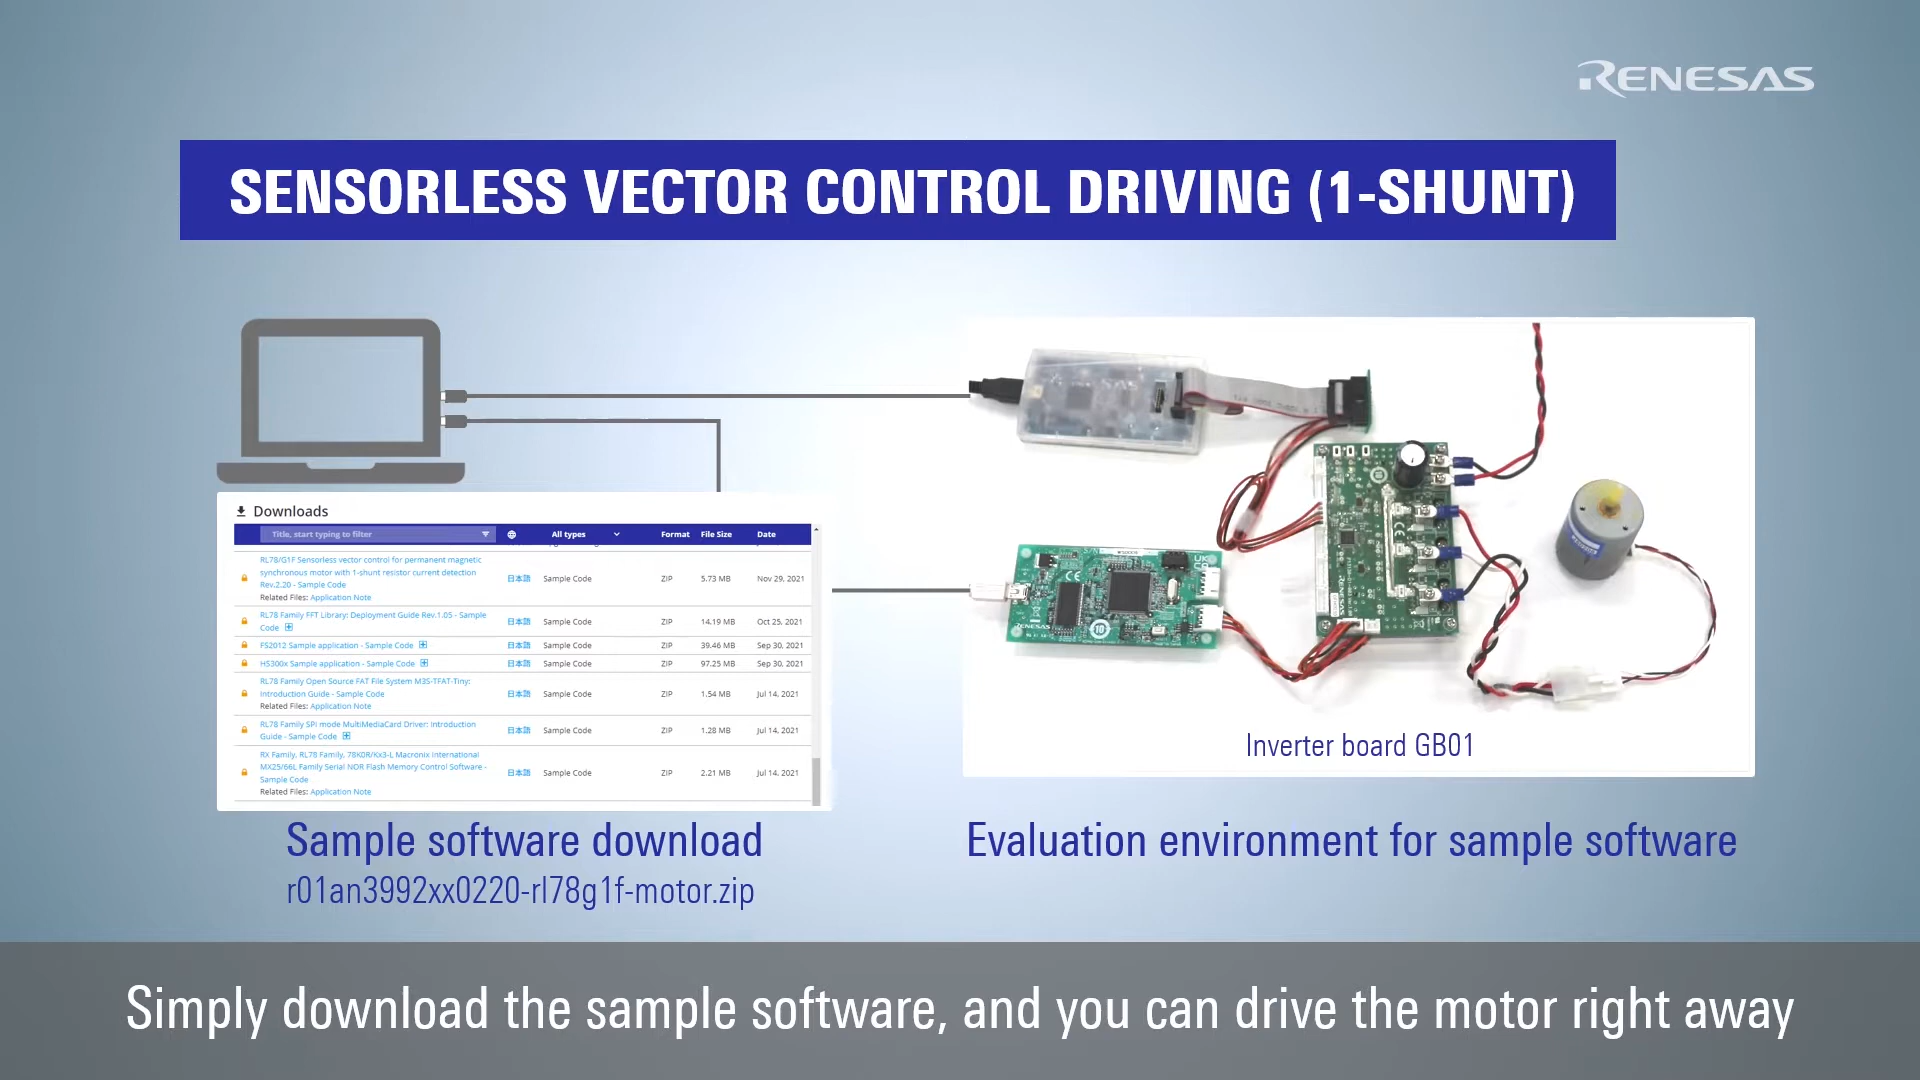 RENESAS
SENSORLESS VECTOR CONTROL DRIVING (1-SHUNT)
Downloads
Title, start typing to filter
All types
Format
File Size
Date
RL78/G1F Sensorless vector control for permanent magnetic
synchronous motor with 1-shunt resistor current detection
Rev.2.20 - Sample Code
Related Files: Application Note
日本語
Sample Code
ZIP
5.73 MB
Nov 29, 2021
RL78 Family FFT Library: Deployment Guide Rev.1.05 - Sample
Code
日本語
Sample Code
ZIP
14.19 MB
Oct 25, 2021
FS2012 Sample application - Sample Code
日本語
Sample Code
ZIP
39.46 MB
Sep 30, 2021
HS300x Sample application - Sample Code
日本語
Sample Code
ZIP
97.25 MB
Sep 30, 2021
RL78 Family Open Source FAT File System M3S-TFAT-Tiny:
Introduction Guide - Sample Code
Related Files: Application Note
日本語
Sample Code
ZIP
1.54 MB
Jul 14, 2021
RL78 Family SPI mode MultiMediaCard Driver: Introduction
Guide - Sample Code
日本語
Sample Code
ZIP
1.28 MB
Jul 14, 2021
RX Family, RL78 Family, 78K0R/Kx3-L Macronix International
MX25/66L Family Serial NOR Flash Memory Control Software -
Sample Code
Related Files: Application Note
日本語
Sample Code
ZIP
2.21 MB
Jul 14, 2021
CE
RENESAS
10
RENESAS
Inverter board GB01
Sample software download
r01an3992xx0220-rl78g1f-motor.zip
Evaluation environment for sample software
Simply download the sample software, and you can drive the motor right away